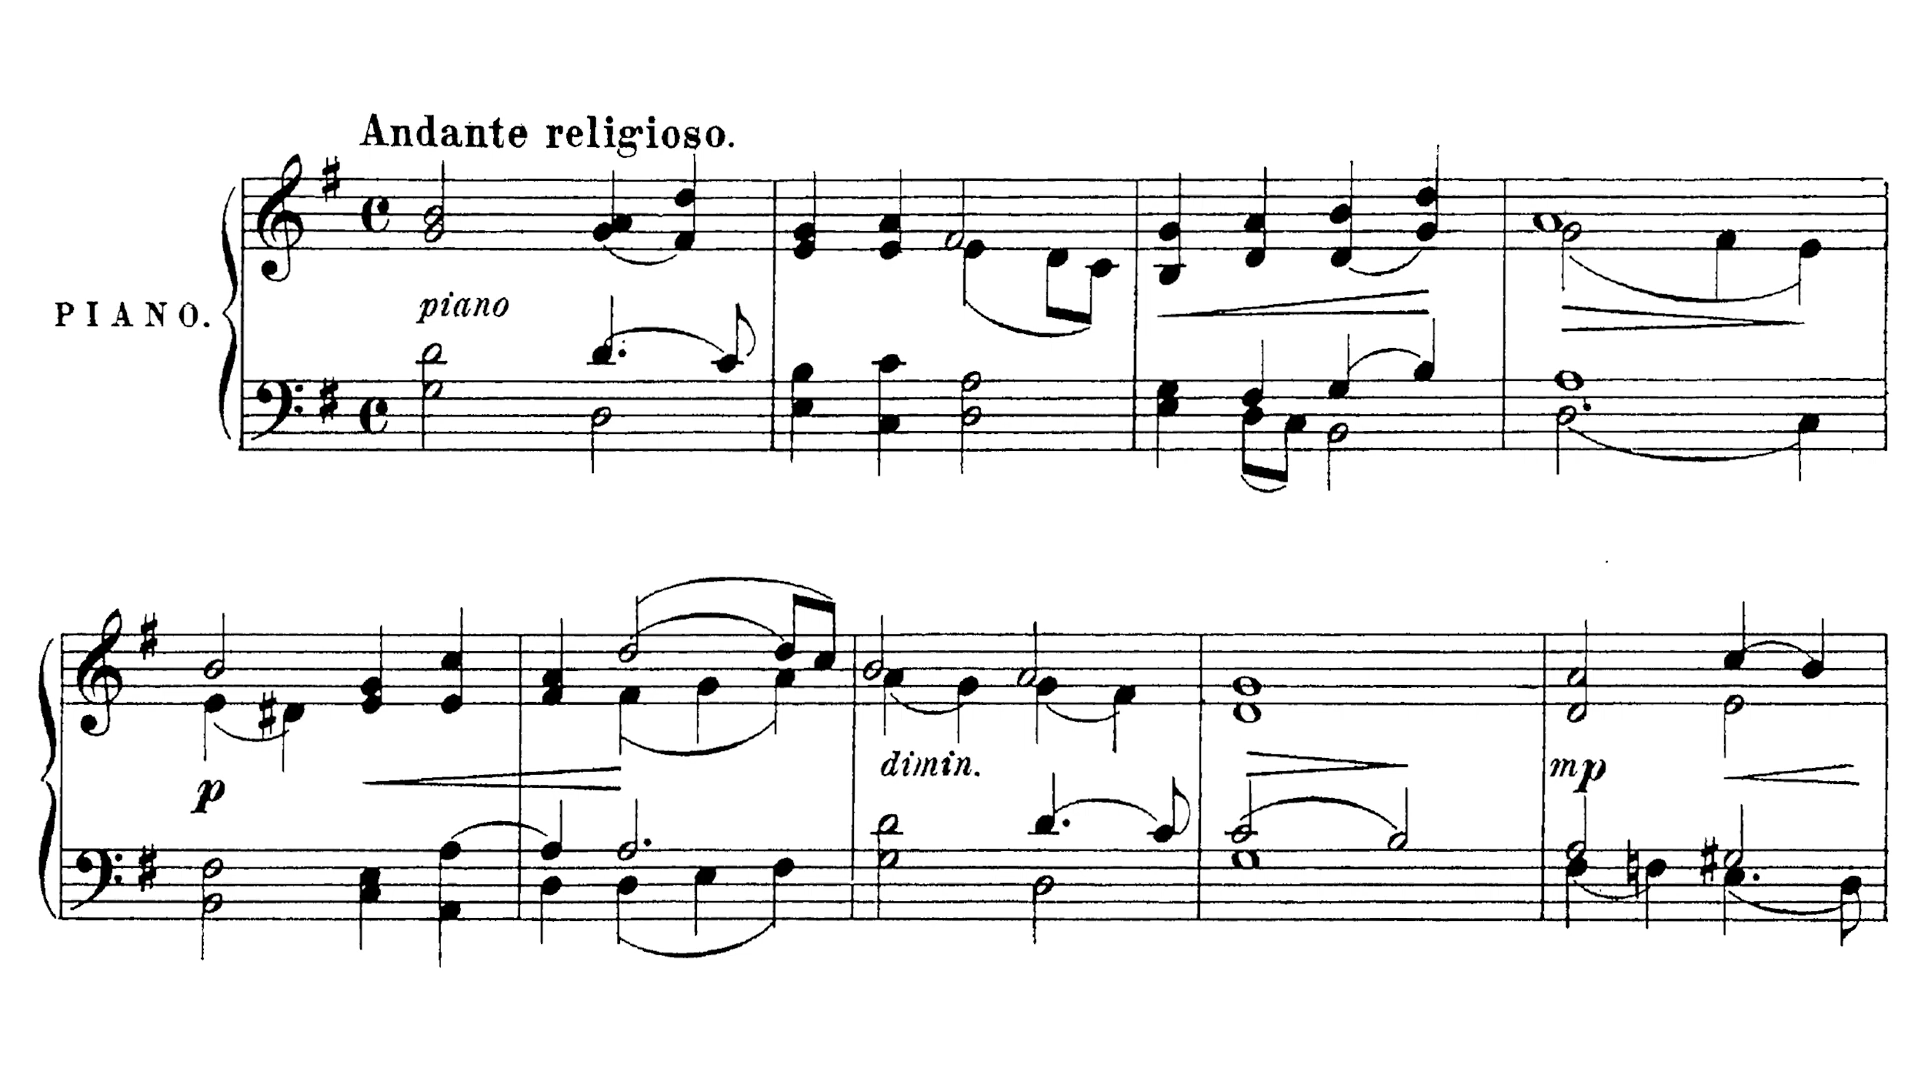 Andante religioso.
PIANO.
piano
p
dimin.
mp